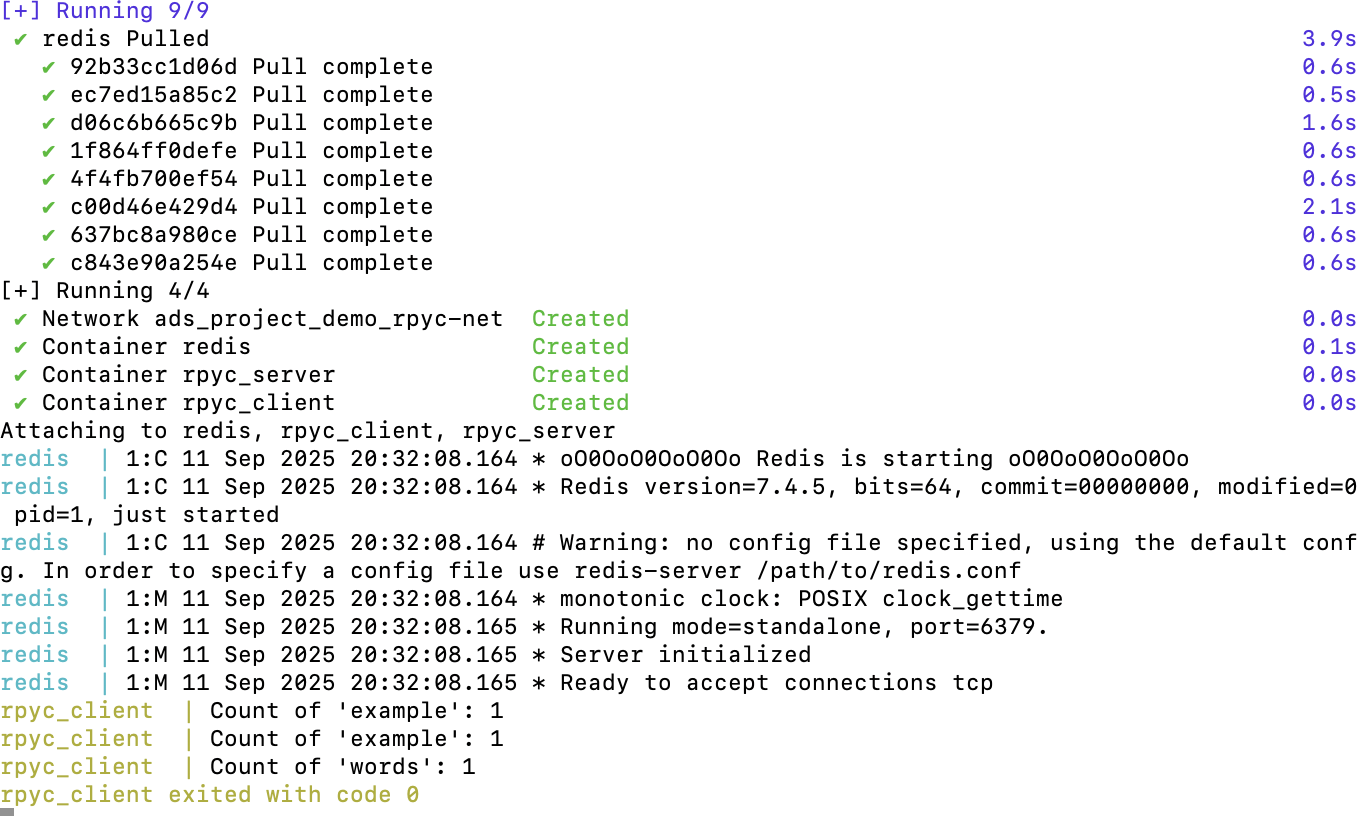 [+] Running 9/9
✔ redis Pulled 3.9s
✔ 92b33cc1d06d Pull complete 0.6s
✔ ec7ed15a85c2 Pull complete 0.5s
✔ d06c6b665c9b Pull complete 1.6s
✔ 1f864ff0defe Pull complete 0.6s
✔ 4f4fb700ef54 Pull complete 0.6s
✔ c00d46e429d4 Pull complete 2.1s
✔ 637bc8a980ce Pull complete 0.6s
✔ c843e90a254e Pull complete 0.6s
[+] Running 4/4
✔ Network ads_project_demo_rpyc-net Created 0.0s
✔ Container redis Created 0.1s
✔ Container rpyc_server Created 0.0s
✔ Container rpyc_client Created 0.0s
Attaching to redis, rpyc_client, rpyc_server
redis | 1:C 11 Sep 2025 20:32:08.164 * oO0OoO0OoO0Oo Redis is starting oO0OoO0OoO0Oo
redis | 1:C 11 Sep 2025 20:32:08.164 * Redis version=7.4.5, bits=64, commit=00000000, modified=0
pid=1, just started
redis | 1:C 11 Sep 2025 20:32:08.164 # Warning: no config file specified, using the default conf
g. In order to specify a config file use redis-server /path/to/redis.conf
redis | 1:M 11 Sep 2025 20:32:08.164 * monotonic clock: POSIX clock_gettime
redis | 1:M 11 Sep 2025 20:32:08.165 * Running mode=standalone, port=6379.
redis | 1:M 11 Sep 2025 20:32:08.165 * Server initialized
redis | 1:M 11 Sep 2025 20:32:08.165 * Ready to accept connections tcp
rpyc_client | Count of 'example': 1
rpyc_client | Count of 'example': 1
rpyc_client | Count of 'words': 1
rpyc_client exited with code 0